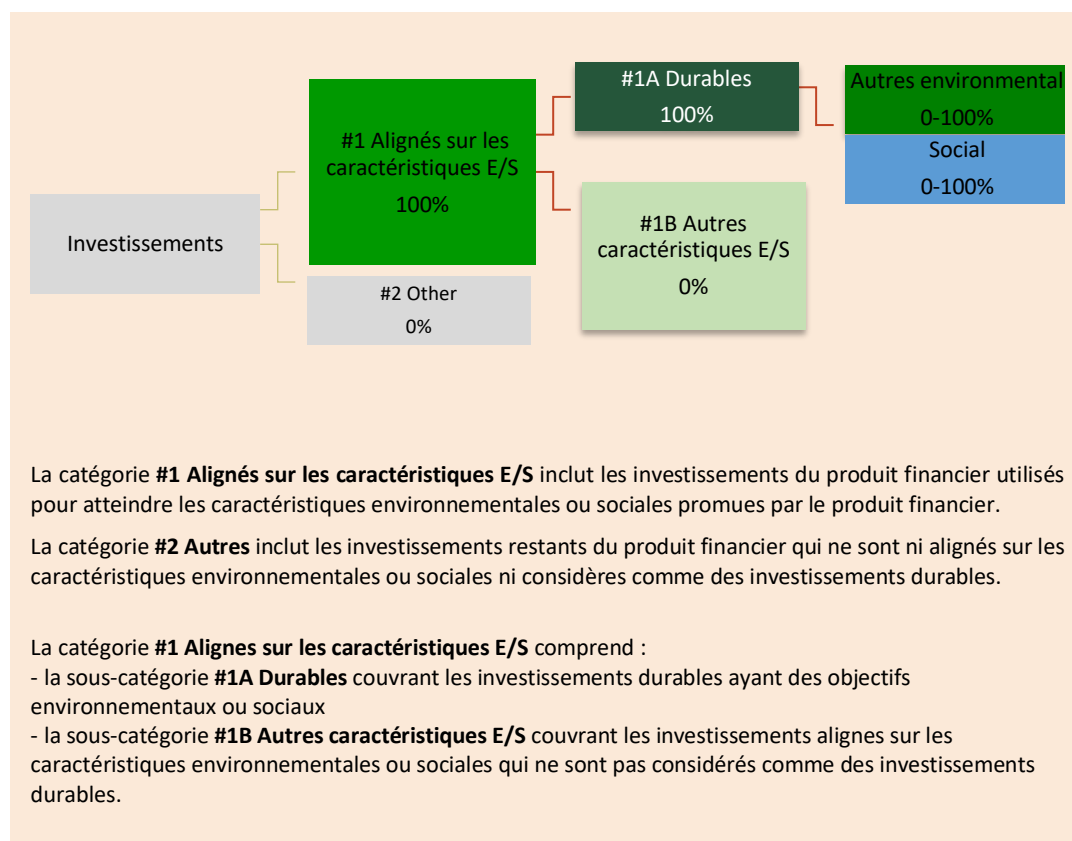 #1A Durables
100%
Autres environmental
0-100%
Social
0-100%
#1 Alignés sur les
caractéristiques E/S
100%
Investissements
#1B Autres
caractéristiques E/S
0%
#2 Other
0%
La catégorie #1 Alignés sur les caractéristiques E/S inclut les investissements du produit financier utilisés
pour atteindre les caractéristiques environnementales ou sociales promues par le produit financier.
La catégorie #2 Autres inclut les investissements restants du produit financier qui ne sont ni alignés sur les
caractéristiques environnementales ou sociales ni considères comme des investissements durables.
La catégorie #1 Alignes sur les caractéristiques E/S comprend :
- la sous-catégorie #1A Durables couvrant les investissements durables ayant des objectifs
environnementaux ou sociaux
- la sous-catégorie #1B Autres caractéristiques E/S couvrant les investissements alignes sur les
caractéristiques environnementales ou sociales qui ne sont pas considérés comme des investissements
durables.